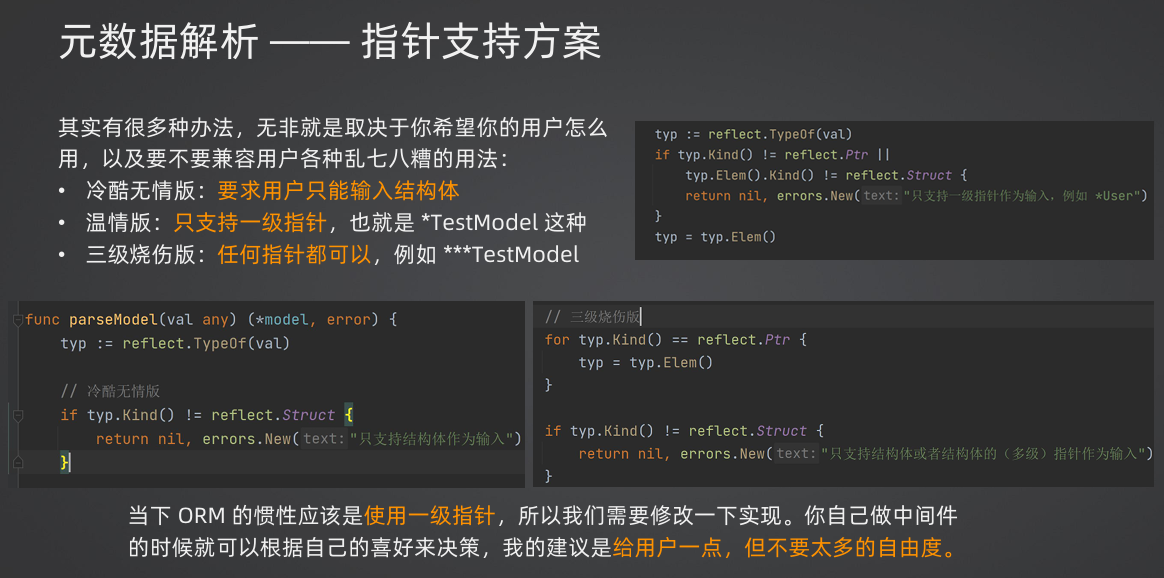 元数据解析 —— 指针支持方案
其实有很多种办法，无非就是取决于你希望你的用户怎么
用，以及要不要兼容用户各种乱七八糟的用法：
• 冷酷无情版：要求用户只能输入结构体
• 温情版：只支持一级指针，也就是 *TestModel 这种
• 三级烧伤版：任何指针都可以，例如 ***TestModel
typ := reflect.TypeOf(val)
if typ.Kind() != reflect.Ptr ||
typ.Elem().Kind() != reflect.Struct {
return nil, errors.New( text: "只支持一级指针作为输入，例如 *User")
}
typ = typ.Elem()
func parseModel(val any) (*model, error) {
typ := reflect.TypeOf(val)
// 冷酷无情版
if typ.Kind() != reflect.Struct {
return nil, errors.New( text: "只支持结构体作为输入")
}
// 三级烧伤版
for typ.Kind() == reflect.Ptr {
typ = typ.Elem()
}
if typ.Kind() != reflect.Struct {
return nil, errors.New( text: "只支持结构体或者结构体的（多级）指针作为输入")
}
当下 ORM 的惯性应该是使用一级指针，所以我们需要修改一下实现。你自己做中间件
的时候就可以根据自己的喜好来决策，我的建议是给用户一点，但不要太多的自由度。